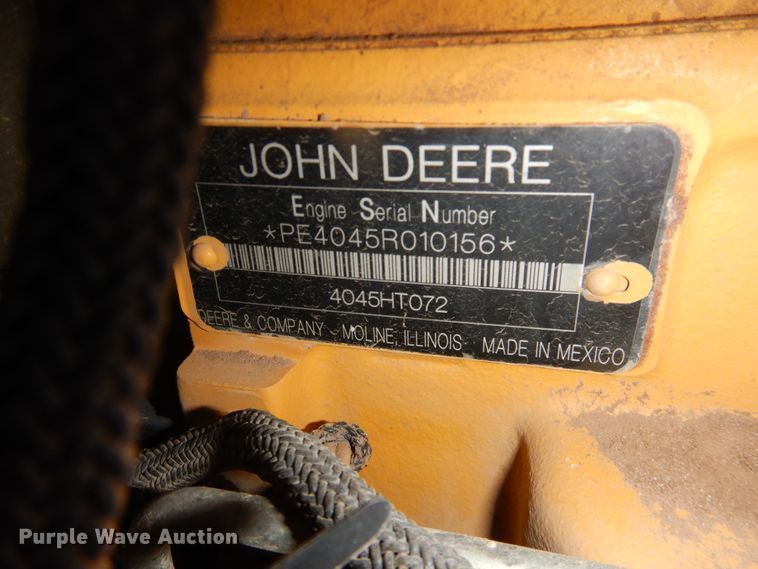 JOHN DEERE
Engine Serial Number
*PE4045R010156*
4045HT072
DEERE & COMPANY MOLINE, ILLINOIS MADE IN MEXICO
Purple Wave Auction